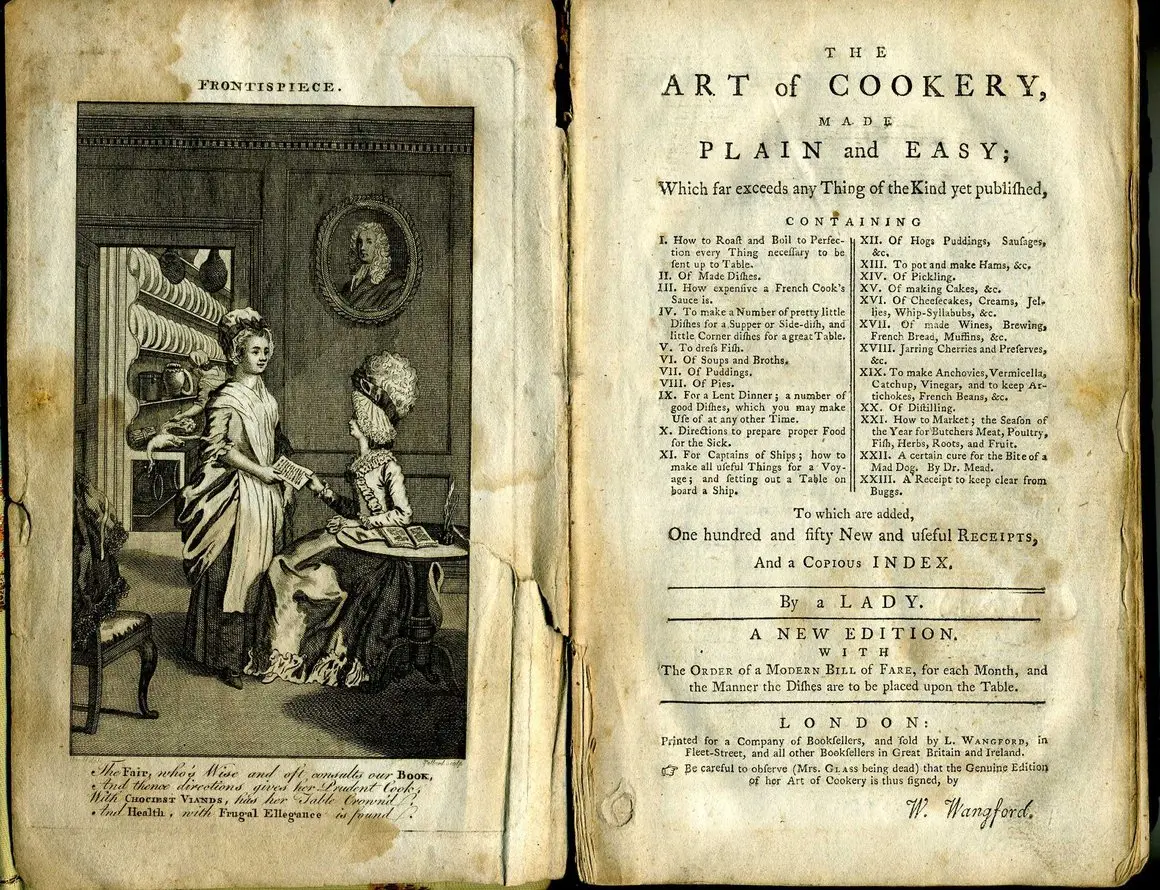 FRONTISPIECE.
The Fair, who's Wise and oft consults our BOOK,
And thence directions gives her Prudent Cook,
With CHOCIEST VIANDS, has her Table Crownd
And Health, with Frugal Ellegance is found
THE
ART of COOKERY,
MADE
PLAIN and EASY;
Which far exceeds any Thing of the Kind yet publiſhed,
CONTAINING
I. How to Roaſt and Boil to Perfec-
tion every Thing neceſſary to be
ſent up to Table.
II. Of Made Diſhes.
III. How expenſive a French Cook's
Sauce is.
IV. To make a Number of pretty little
Diſhes for a Supper or Side-diſh, and
little Corner diſhes for a great Table.
V. To dreſs Fiſh.
VI. Of Soups and Broths.
VII. Of Puddings.
VIII. Of Pies.
IX. For a Lent Dinner; a number of
good Diſhes, which you may make
Uſe of at any other Time.
X. Directions to prepare proper Food
for the Sick.
XI. For Captains of Ships; how to
make all uſeful Things for a Voy-
age; and ſetting out a Table on
board a Ship.
XII. Of Hogs Puddings, Sauſages,
&c.
XIII. To pot and make Hams, &c.
XIV. Of Pickling.
XV. Of making Cakes, &c.
XVI. Of Cheeſecakes, Creams, Jel-
lies, Whip-Syllabubs, &c.
XVII. Of made Wines, Brewing,
French Bread, Muffins, &c.
XVIII. Jarring Cherries and Preſerves,
&c.
XIX. To make Anchovies, Vermicella,
Catchup, Vinegar, and to keep Ar-
tichokes, French Beans, &c.
XX. Of Diſtilling.
XXI. How to Market; the Seaſon of
the Year for Butchers Meat, Poultry,
Fiſh, Herbs, Roots, and Fruit.
XXII. A certain cure for the Bite of a
Mad Dog. By Dr. Mead.
XXIII. A Receipt to keep clear from
Buggs.
To which are added,
One hundred and fifty New and uſeful RECEIPTS,
And a COPIOUS INDEX.
By a LADY.
A NEW EDITION.
WITH
The ORDER of a MODERN BILL of FARE, for each Month, and
the Manner the Diſhes are to be placed upon the Table.
LONDON:
Printed for a Company of Bookſellers, and ſold by L. WANGFORD, in
Fleet-Street, and all other Bookſellers in Great Britain and Ireland.
☞ Be careful to obſerve (Mrs. GLASS being dead) that the Genuine Edition
of her Art of Cookery is thus ſigned, by
W. Wangford.